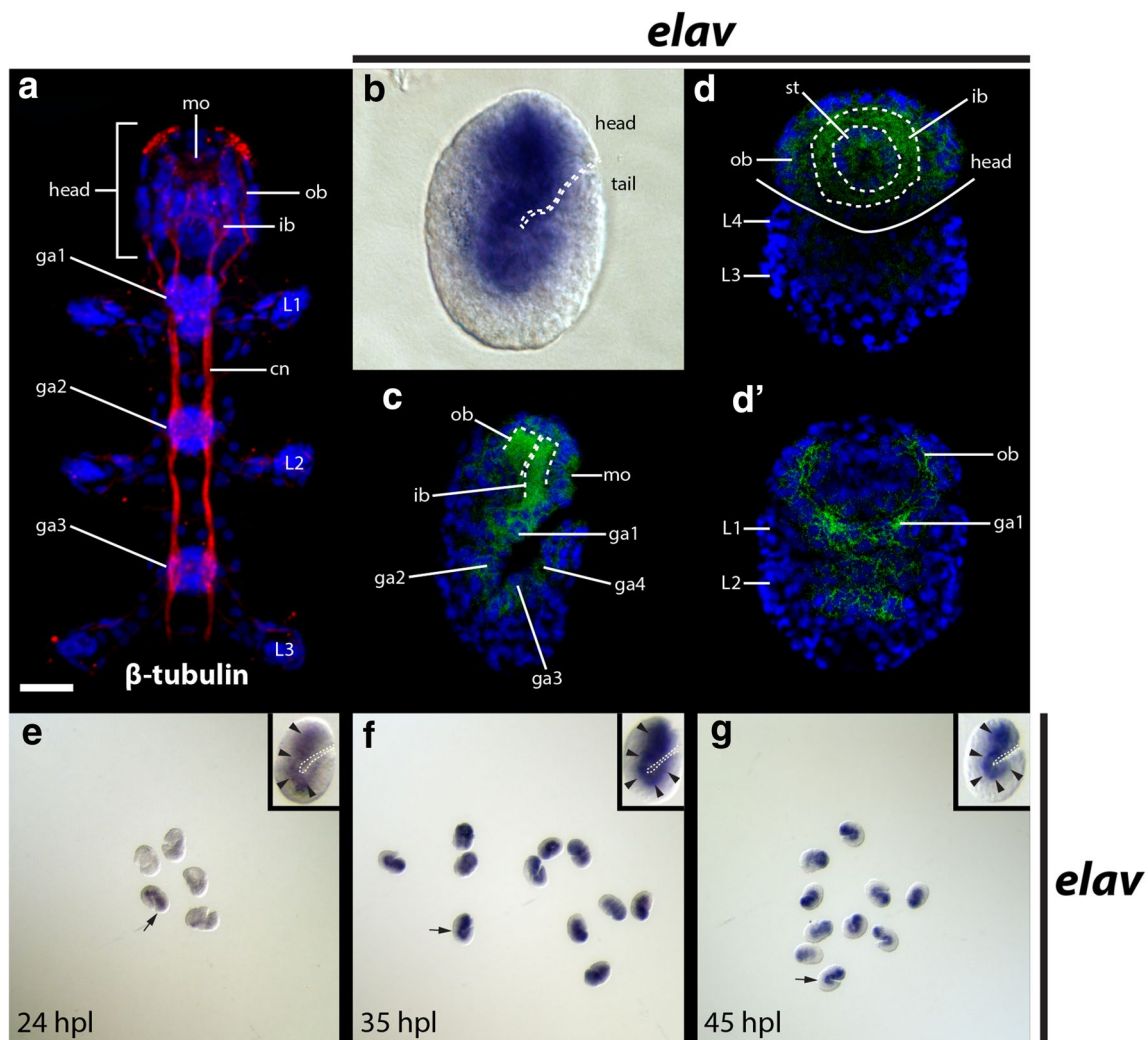 elav
a
mo
head
ob
ib
ga1
L1
cn
ga2
L2
ga3
L3
β-tubulin
b
head
tail
c
ob
ib
mo
ga1
ga2
ga4
ga3
d
st
ib
ob
head
L4
L3
d’
ob
L1
ga1
L2
e
24 hpl
f
35 hpl
g
45 hpl
elav